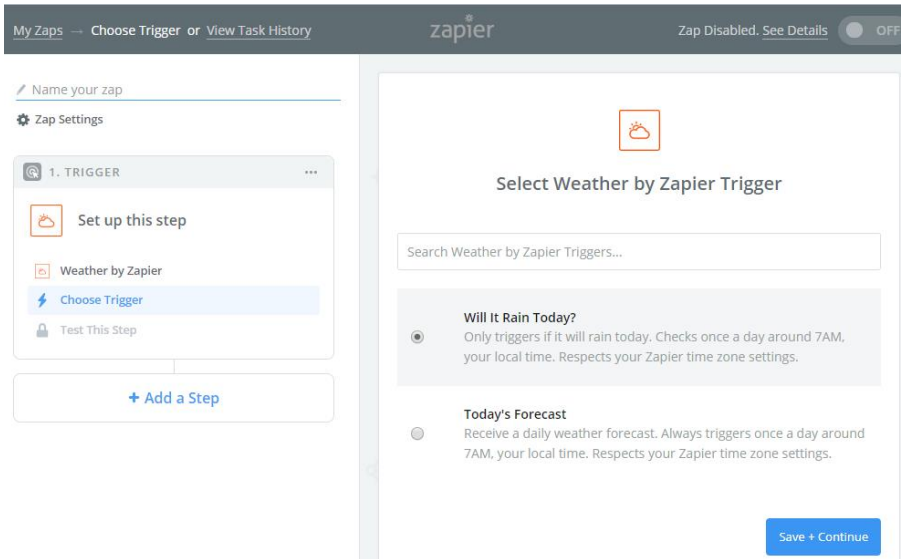 My Zaps → Choose Trigger or View Task History
zapier
Zap Disabled. See Details OFF
Name your zap
Zap Settings
1. TRIGGER
Set up this step
Weather by Zapier
Choose Trigger
Test This Step
+ Add a Step
Select Weather by Zapier Trigger
Search Weather by Zapier Triggers...
Will It Rain Today?
Only triggers if it will rain today. Checks once a day around 7AM,
your local time. Respects your Zapier time zone settings.
Today's Forecast
Receive a daily weather forecast. Always triggers once a day around
7AM, your local time. Respects your Zapier time zone settings.
Save + Continue